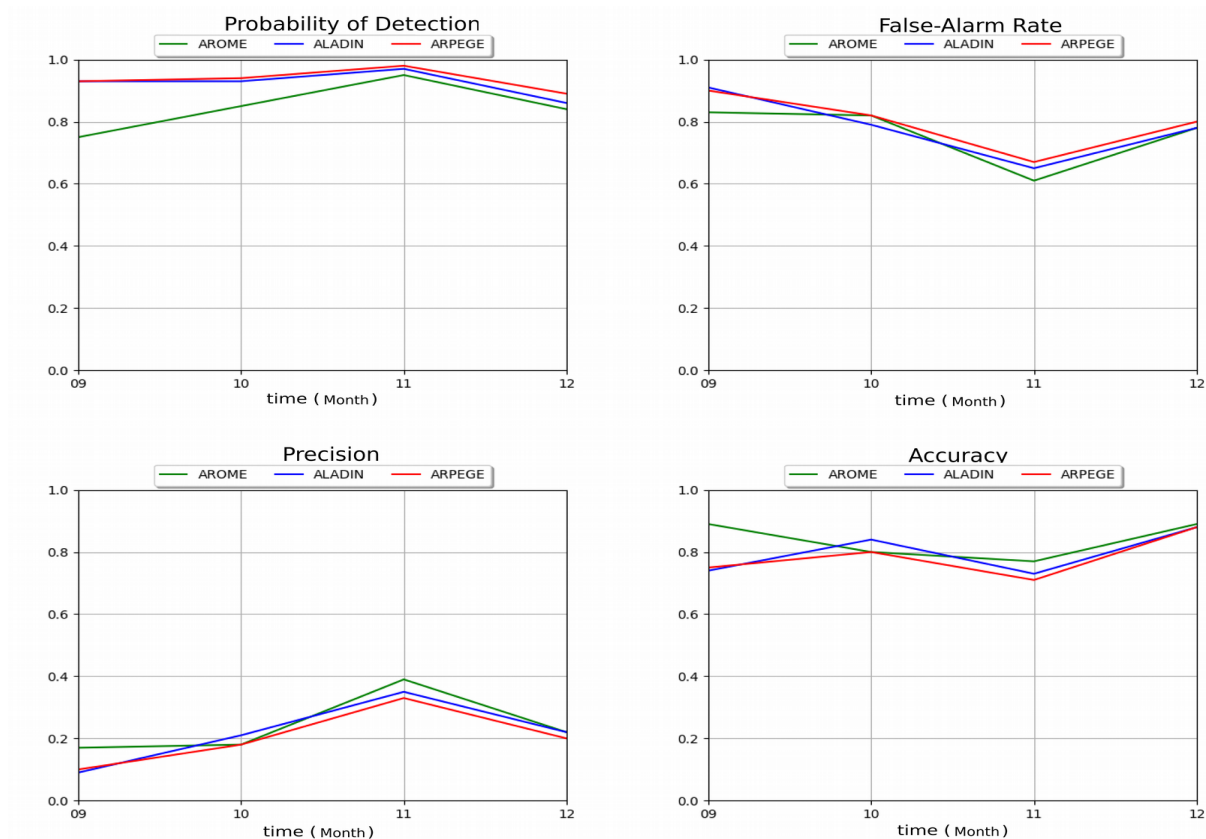 Probability of Detection
AROME ALADIN ARPEGE
1.0
0.8
0.6
0.4
0.2
0.0
09 10 11 12
time (Month)
False-Alarm Rate
AROME ALADIN ARPEGE
1.0
0.8
0.6
0.4
0.2
0.0
09 10 11 12
time (Month)
Precision
AROME ALADIN ARPEGE
1.0
0.8
0.6
0.4
0.2
0.0
09 10 11 12
time (Month)
Accuracy
AROME ALADIN ARPEGE
1.0
0.8
0.6
0.4
0.2
0.0
09 10 11 12
time (Month)